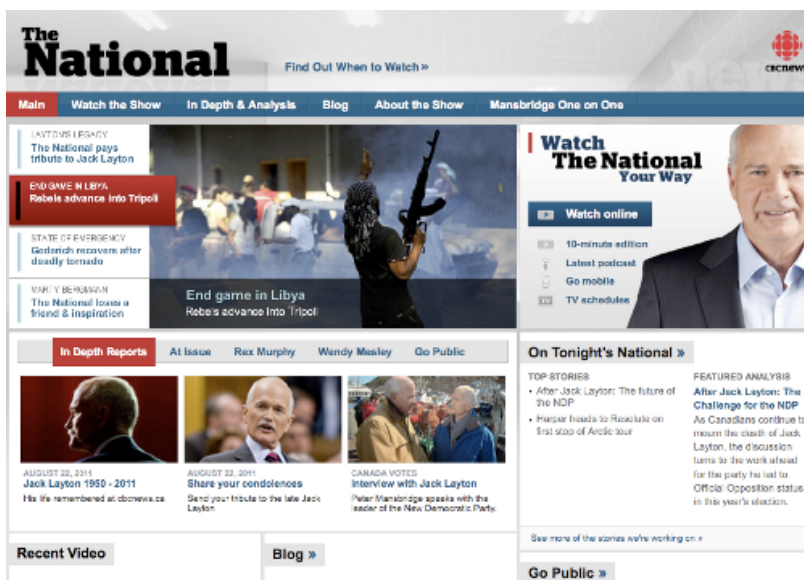 The
National
Find Out When to Watch »
cbcnews
Main
Watch the Show
In Depth & Analysis
Blog
About the Show
Mansbridge One on One
LAYTON'S LEGACY
The National pays
tribute to Jack Layton
END GAME IN LIBYA
Rebels advance into Tripoli
STATE OF EMERGENCY
Goderich recovers after
deadly tornado
MARTY BERGMANN
The National loses a
friend & inspiration
End game in Libya
Rebels advance into Tripoli
Watch
The National
Your Way
Watch online
10-minute edition
Latest podcast
Go mobile
TV
TV schedules
In Depth Reports
At Issue
Rex Murphy
Wendy Mesley
Go Public
AUGUST 22, 2011
Jack Layton 1950 - 2011
His life remembered at cbcnews.ca
AUGUST 22, 2011
Share your condolences
Send your tribute to the late Jack
Layton
CANADA VOTES
Interview with Jack Layton
Peter Mansbridge speaks with the
leader of the New Democratic Party.
On Tonight's National »
TOP STORIES
• After Jack Layton: The future of
the NDP
• Harper heads to Resolute on
first stop of Arctic tour
FEATURED ANALYSIS
After Jack Layton: The
Challenge for the NDP
As Canadians continue to
mourn the death of Jack
Layton, the discussion
turns to the work ahead
for the party he led to
Official Opposition status
in this year's election.
See more of the stories we're working on »
Recent Video
Blog »
Go Public »